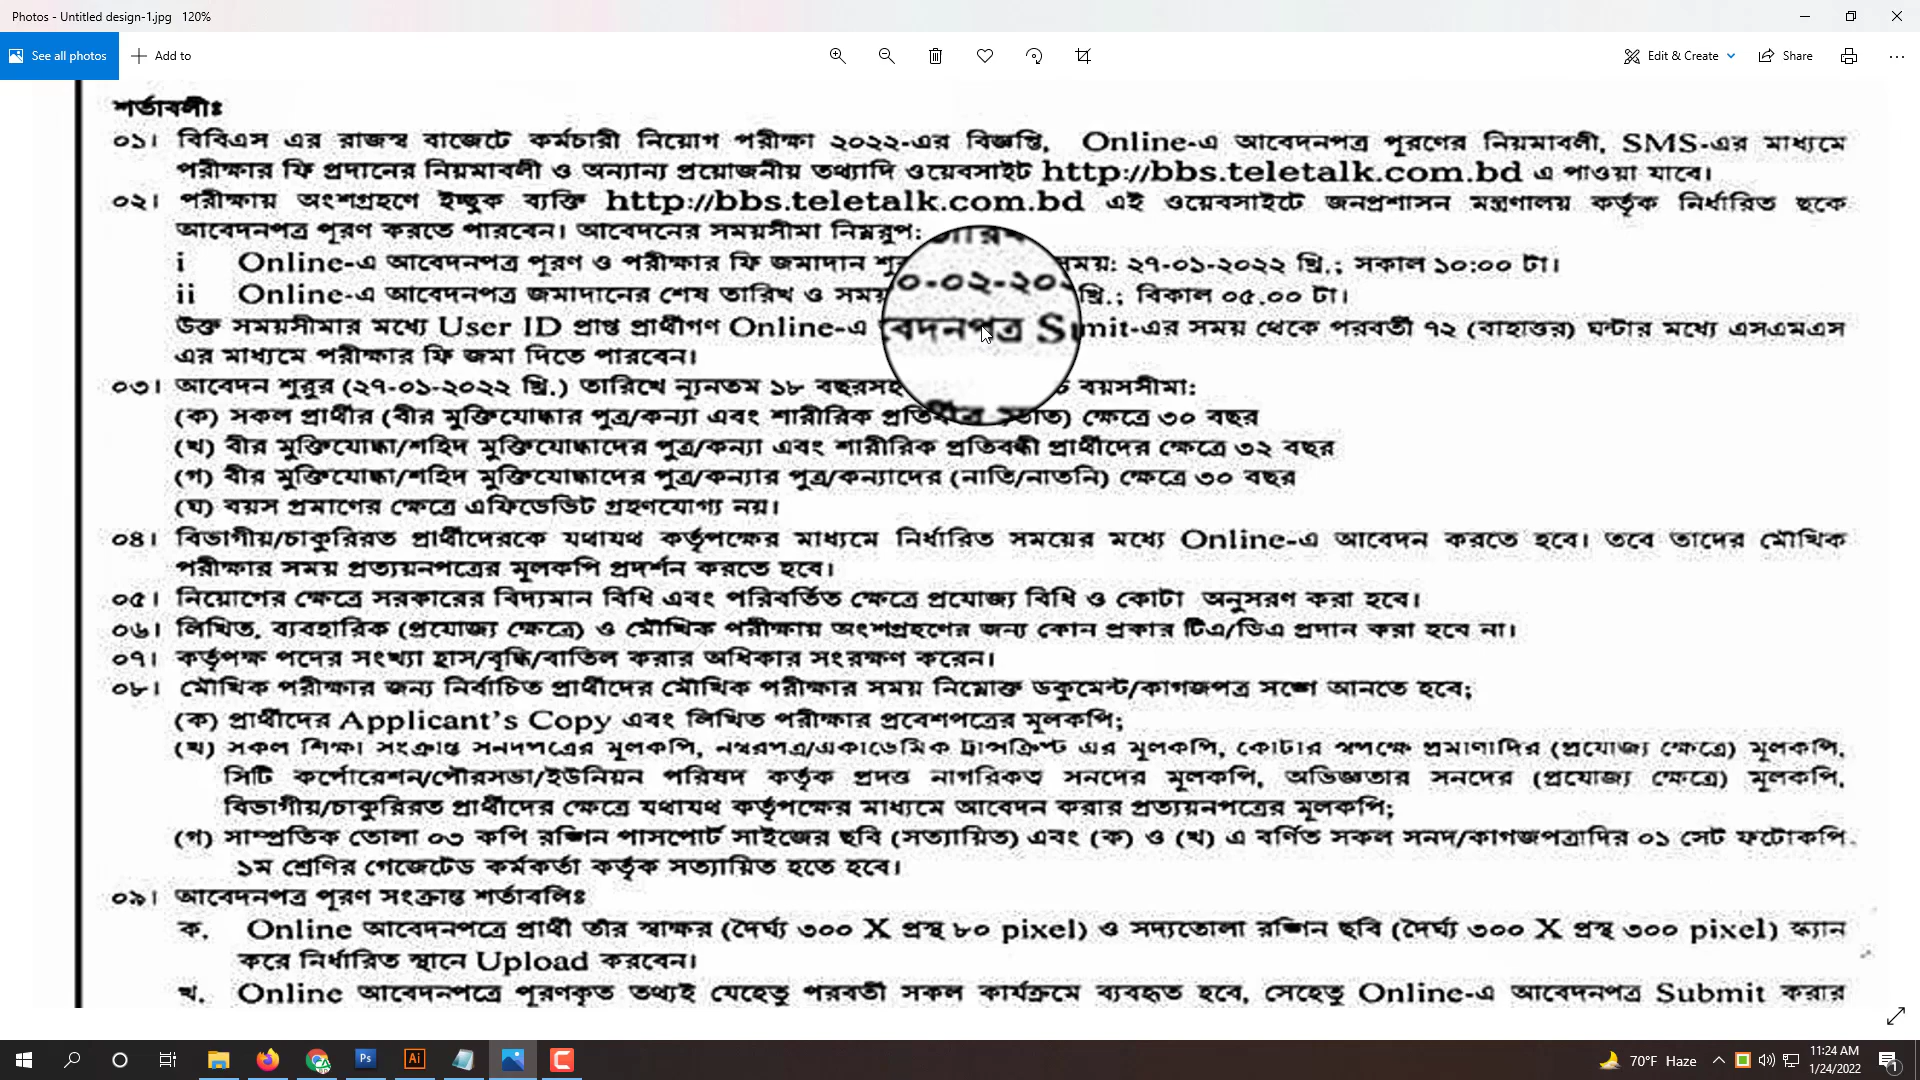 Photos - Untitled design-1.jpg 120%
See all photos
Add to
Edit & Create
Share
শর্তাবলীঃ
০১। বিবিএস এর রাজস্ব বাজেটে কর্মচারী নিয়োগ পরীক্ষা ২০২২-এর বিজ্ঞপ্তি, Online-এ আবেদনপত্র পূরণের নিয়মাবলী, SMS-এর মাধ্যমে
পরীক্ষার ফি প্রদানের নিয়মাবলী ও অন্যান্য প্রয়োজনীয় তথ্যাদি ওয়েবসাইট http://bbs.teletalk.com.bd এ পাওয়া যাবে।
০২। পরীক্ষায় অংশগ্রহণে ইচ্ছুক ব্যক্তি http://bbs.teletalk.com.bd এই ওয়েবসাইটে জনপ্রশাসন মন্ত্রণালয় কর্তৃক নির্ধারিত ছকে
আবেদনপত্র পূরণ করতে পারবেন। আবেদনের সময়সীমা নিম্নরুপ:
i Online-এ আবেদনপত্র পূরণ ও পরীক্ষার ফি জমাদান সময়: ২৭-০১-২০২২ খ্রি.; সকাল ১০:০০ টা।
ii Online-এ আবেদনপত্র জমাদানের শেষ তারিখ ও সময় ০-০২-২০ খ্রি.; বিকাল ০৫.০০ টা।
উক্ত সময়সীমার মধ্যে User ID প্রাপ্ত প্রার্থীগণ Online-এ বেদনপত্র Sumit-এর সময় থেকে পরবর্তী ৭২ (বাহাত্তর) ঘন্টার মধ্যে এসএমএস
এর মাধ্যমে পরীক্ষার ফি জমা দিতে পারবেন।
০৩। আবেদন শুরুর (২৭-০১-২০২২ খ্রি.) তারিখে ন্যূনতম ১৮ বছরসহ বয়সসীমা:
(ক) সকল প্রার্থীর (বীর মুক্তিযোদ্ধার পুত্র/কন্যা এবং শারীরিক ক্ষেত্রে ৩০ বছর
(খ) বীর মুক্তিযোদ্ধা/শহিদ মুক্তিযোদ্ধাদের পুত্র/কন্যা এবং শারীরিক প্রতিবন্ধী প্রার্থীদের ক্ষেত্রে ৩২ বছর
(গ) বীর মুক্তিযোদ্ধা/শহিদ মুক্তিযোদ্ধাদের পুত্র/কন্যার পুত্র/কন্যাদের (নাতি/নাতনি) ক্ষেত্রে ৩০ বছর
(ঘ) বয়স প্রমাণের ক্ষেত্রে এফিডেভিট গ্রহণযোগ্য নয়।
০৪। বিভাগীয়/চাকুরিরত প্রার্থীদেরকে যথাযথ কর্তৃপক্ষের মাধ্যমে নির্ধারিত সময়ের মধ্যে Online-এ আবেদন করতে হবে। তবে তাদের মৌখিক
পরীক্ষার সময় প্রত্যয়নপত্রের মূলকপি প্রদর্শন করতে হবে।
০৫। নিয়োগের ক্ষেত্রে সরকারের বিদ্যমান বিধি এবং পরিবর্তিত ক্ষেত্রে প্রযোজ্য বিধি ও কোটা অনুসরণ করা হবে।
০৬। লিখিত, ব্যবহারিক (প্রযোজ্য ক্ষেত্রে) ও মৌখিক পরীক্ষায় অংশগ্রহণের জন্য কোন প্রকার টিএ/ডিএ প্রদান করা হবে না।
০৭। কর্তৃপক্ষ পদের সংখ্যা হ্রাস/বৃদ্ধি/বাতিল করার অধিকার সংরক্ষণ করেন।
০৮। মৌখিক পরীক্ষার জন্য নির্বাচিত প্রার্থীদের মৌখিক পরীক্ষার সময় নিম্নোক্ত ডকুমেন্ট/কাগজপত্র সঙ্গে আনতে হবে;
(ক) প্রার্থীদের Applicant's Copy এবং লিখিত পরীক্ষার প্রবেশপত্রের মূলকপি;
(খ) সকল শিক্ষা সংক্রান্ত সনদপত্রের মূলকপি, নম্বরপত্র/একাডেমিক ট্রান্সক্রিপ্ট এর মূলকপি, কোটার স্বপক্ষে প্রমাণাদির (প্রযোজ্য ক্ষেত্রে) মূলকপি,
সিটি কর্পোরেশন/পৌরসভা/ইউনিয়ন পরিষদ কর্তৃক প্রদত্ত নাগরিকত্ব সনদের মূলকপি, অভিজ্ঞতার সনদের (প্রযোজ্য ক্ষেত্রে) মূলকপি,
বিভাগীয়/চাকুরিরত প্রার্থীদের ক্ষেত্রে যথাযথ কর্তৃপক্ষের মাধ্যমে আবেদন করার প্রত্যয়নপত্রের মূলকপি;
(গ) সাম্প্রতিক তোলা ০৩ কপি রঙ্গিন পাসপোর্ট সাইজের ছবি (সত্যায়িত) এবং (ক) ও (খ) এ বর্ণিত সকল সনদ/কাগজপত্রাদির ০১ সেট ফটোকপি
১ম শ্রেণির গেজেটেড কর্মকর্তা কর্তৃক সত্যায়িত হতে হবে।
০৯। আবেদনপত্র পূরণ সংক্রান্ত শর্তাবলিঃ
ক. Online আবেদনপত্রে প্রার্থী তাঁর স্বাক্ষর (দৈর্ঘ্য ৩০০ X প্রস্থ ৮০ pixel) ও সদ্যতোলা রঙ্গিন ছবি (দৈর্ঘ্য ৩০০ X প্রস্থ ৩০০ pixel) স্ক্যান
করে নির্ধারিত স্থানে Upload করবেন।
খ. Online আবেদনপত্রে পূরণকৃত তথ্যই যেহেতু পরবর্তী সকল কার্যক্রমে ব্যবহৃত হবে, সেহেতু Online-এ আবেদনপত্র Submit করার
70°F Haze
11:24 AM
1/24/2022